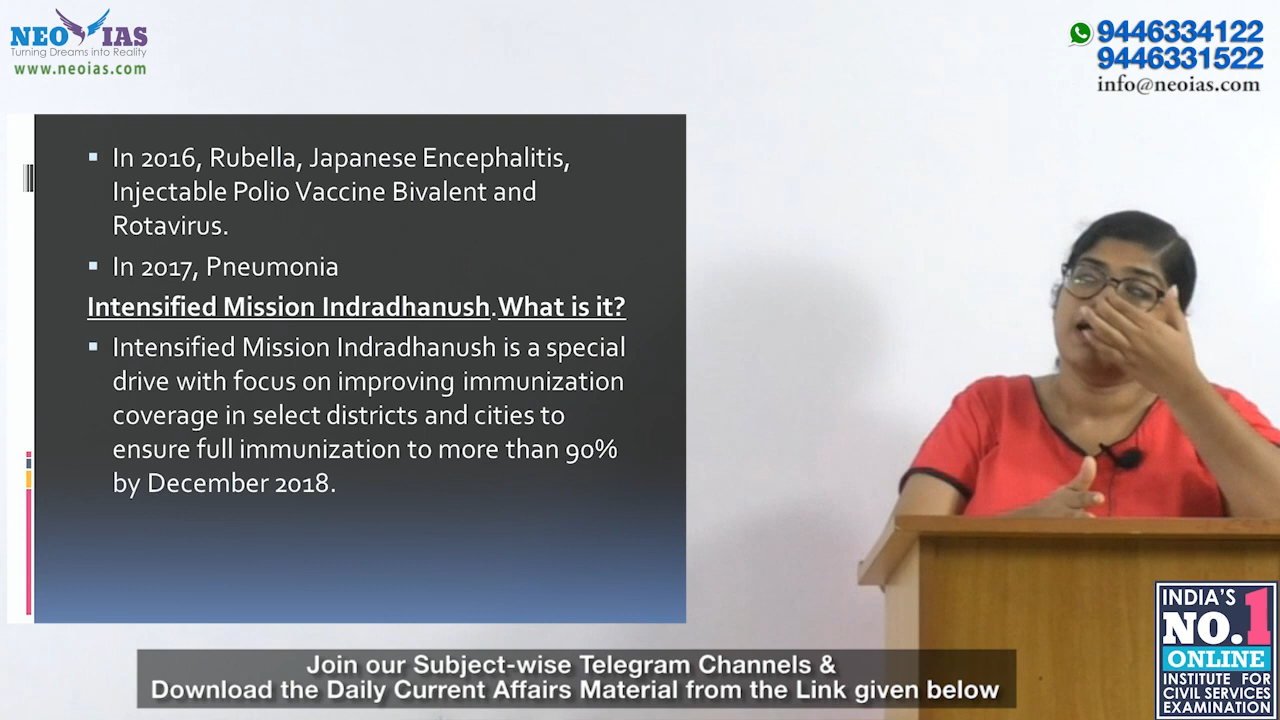 NEO IAS
Turning Dreams into Reality
www.neoias.com
9446334122
9446331522
info@neoias.com
▪ In 2016, Rubella, Japanese Encephalitis,
Injectable Polio Vaccine Bivalent and
Rotavirus.
▪ In 2017, Pneumonia
Intensified Mission Indradhanush.What is it?
▪ Intensified Mission Indradhanush is a special
drive with focus on improving immunization
coverage in select districts and cities to
ensure full immunization to more than 90%
by December 2018.
INDIA'S
NO.1
ONLINE
INSTITUTE FOR
CIVIL SERVICES
EXAMINATION
Join our Subject-wise Telegram Channels &
Download the Daily Current Affairs Material from the Link given below